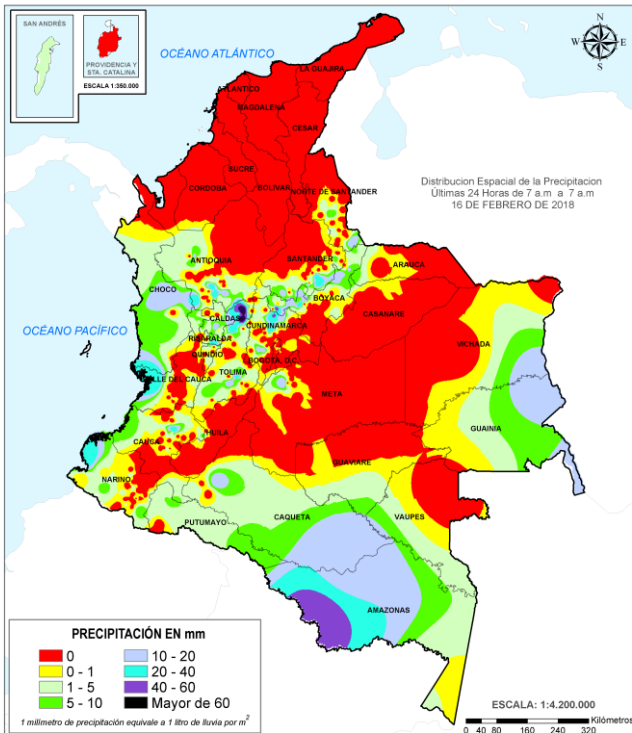 SAN ANDRÉS
PROVIDENCIA Y
STA. CATALINA
ESCALA 1:350.000
OCÉANO ATLÁNTICO
N
W E
S
LA GUAJIRA
ATLANTICO
MAGDALENA
CESAR
SUCRE
CORDOBA
BOLIVAR
NORTE DE SANTANDER
Distribucion Espacial de la Precipitacion
Últimas 24 Horas de 7 a.m a 7 a.m
16 DE FEBRERO DE 2018
ANTIOQUIA
SANTANDER
ARAUCA
CHOCO
BOYACA
CALDAS
CASANARE
OCÉANO PACÍFICO
CUNDINAMARCA
RISARALDA
VICHADA
QUINDIO
BOGOTA, D.C.
TOLIMA
VALLE DEL CAUCA
META
GUAINIA
HUILA
CAUCA
GUAVIARE
NARIÑO
CAQUETA
VAUPES
PUTUMAYO
AMAZONAS
PRECIPITACIÓN EN mm
0 10 - 20
0 - 1 20 - 40
1 - 5 40 - 60
5 - 10 Mayor de 60
1 milimetro de precipitación equivale a 1 litro de lluvia por m2
ESCALA: 1:4.200.000
Kilómetros
0 40 80 160 240 320